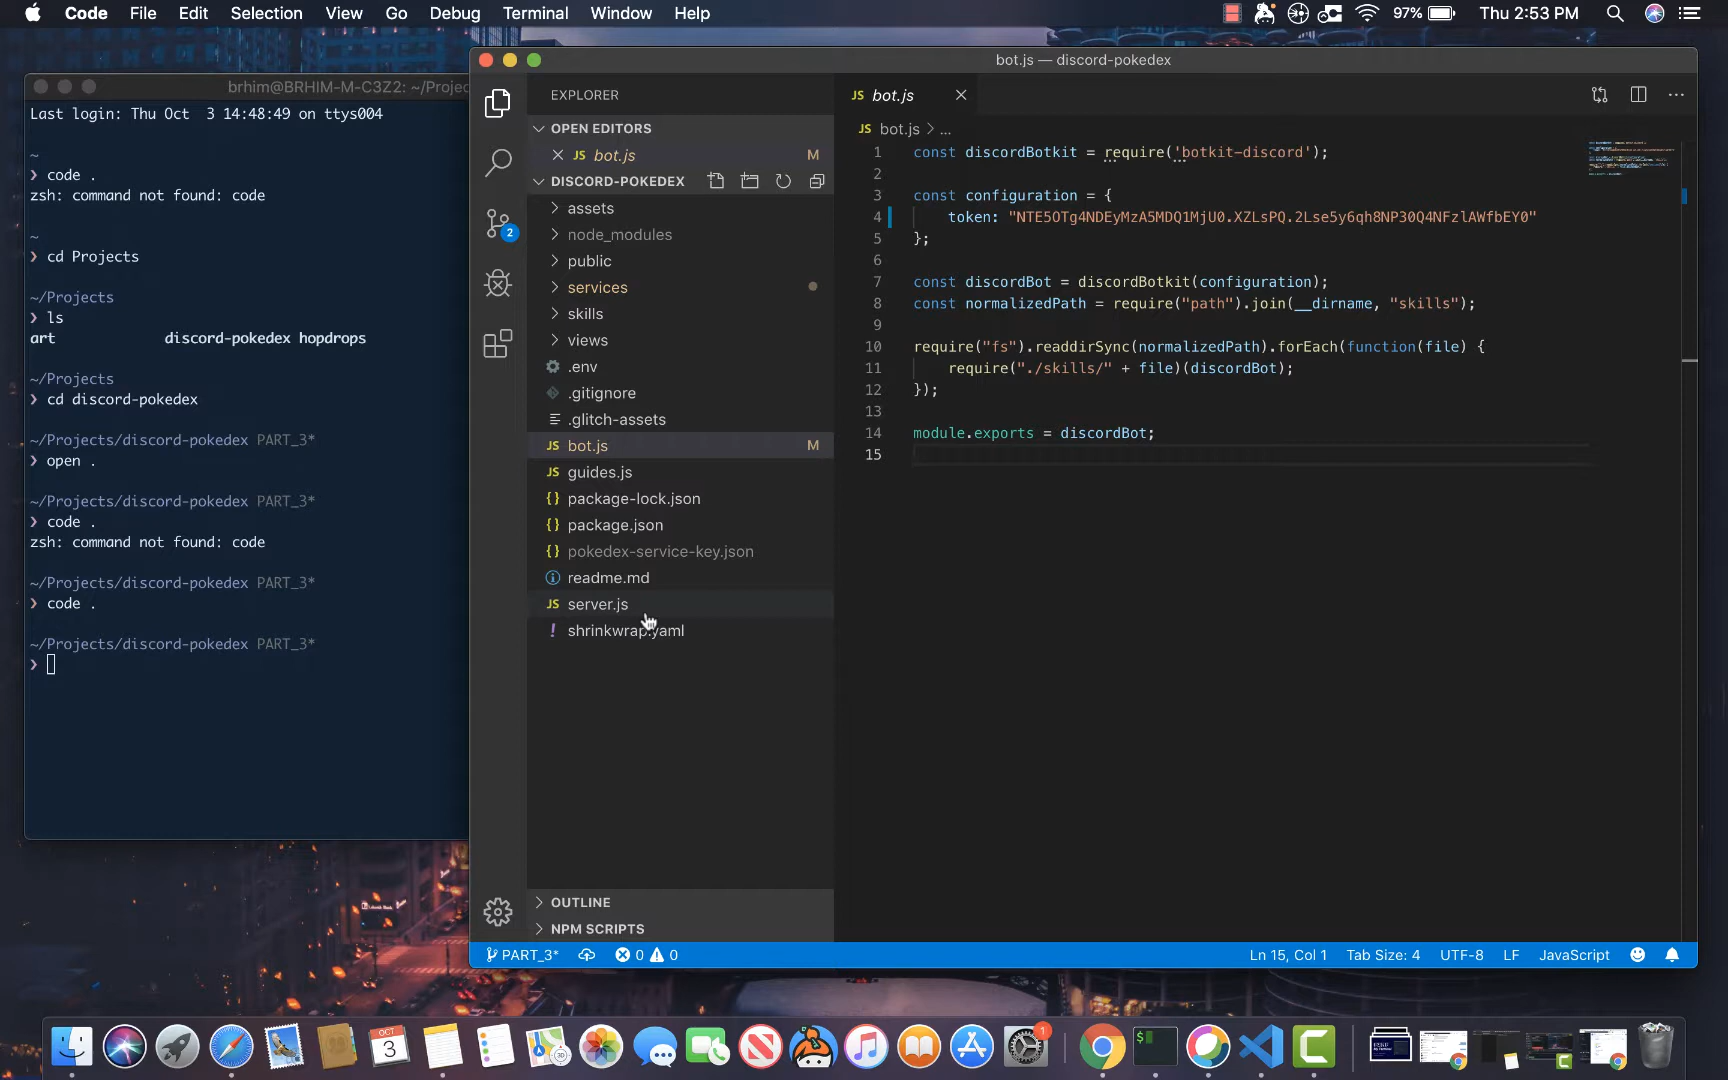 Code File Edit Selection View Go Debug Terminal Window Help
97% Thu 2:53 PM
brhim@BRHIM-M-C3Z2: ~/Projec
Last login: Thu Oct  3 14:48:49 on ttys004
~
❯ code .
zsh: command not found: code
~
❯ cd Projects
~/Projects
❯ ls
art discord-pokedex hopdrops
~/Projects
❯ cd discord-pokedex
~/Projects/discord-pokedex PART_3*
❯ open .
~/Projects/discord-pokedex PART_3*
❯ code .
zsh: command not found: code
~/Projects/discord-pokedex PART_3*
❯ code .
~/Projects/discord-pokedex PART_3*
❯
bot.js — discord-pokedex
EXPLORER
OPEN EDITORS
JS bot.js M
DISCORD-POKEDEX
assets
node_modules
public
services
skills
views
.env
.gitignore
.glitch-assets
JS bot.js M
JS guides.js
{} package-lock.json
{} package.json
{} pokedex-service-key.json
readme.md
JS server.js
! shrinkwrap.yaml
OUTLINE
NPM SCRIPTS
2
JS bot.js
JS bot.js > ...
1 const discordBotkit = require('botkit-discord');
2
3 const configuration = {
4 token: "NTE5OTg4NDEyMzA5MDQ1MjU0.XZLsPQ.2Lse5y6qh8NP30Q4NFzlAWfbEY0"
5 };
6
7 const discordBot = discordBotkit(configuration);
8 const normalizedPath = require("path").join(__dirname, "skills");
9
10 require("fs").readdirSync(normalizedPath).forEach(function(file) {
11 require("./skills/" + file)(discordBot);
12 });
13
14 module.exports = discordBot;
15
PART_3* 0 0 Ln 15, Col 1 Tab Size: 4 UTF-8 LF JavaScript
OCT
3
1
$